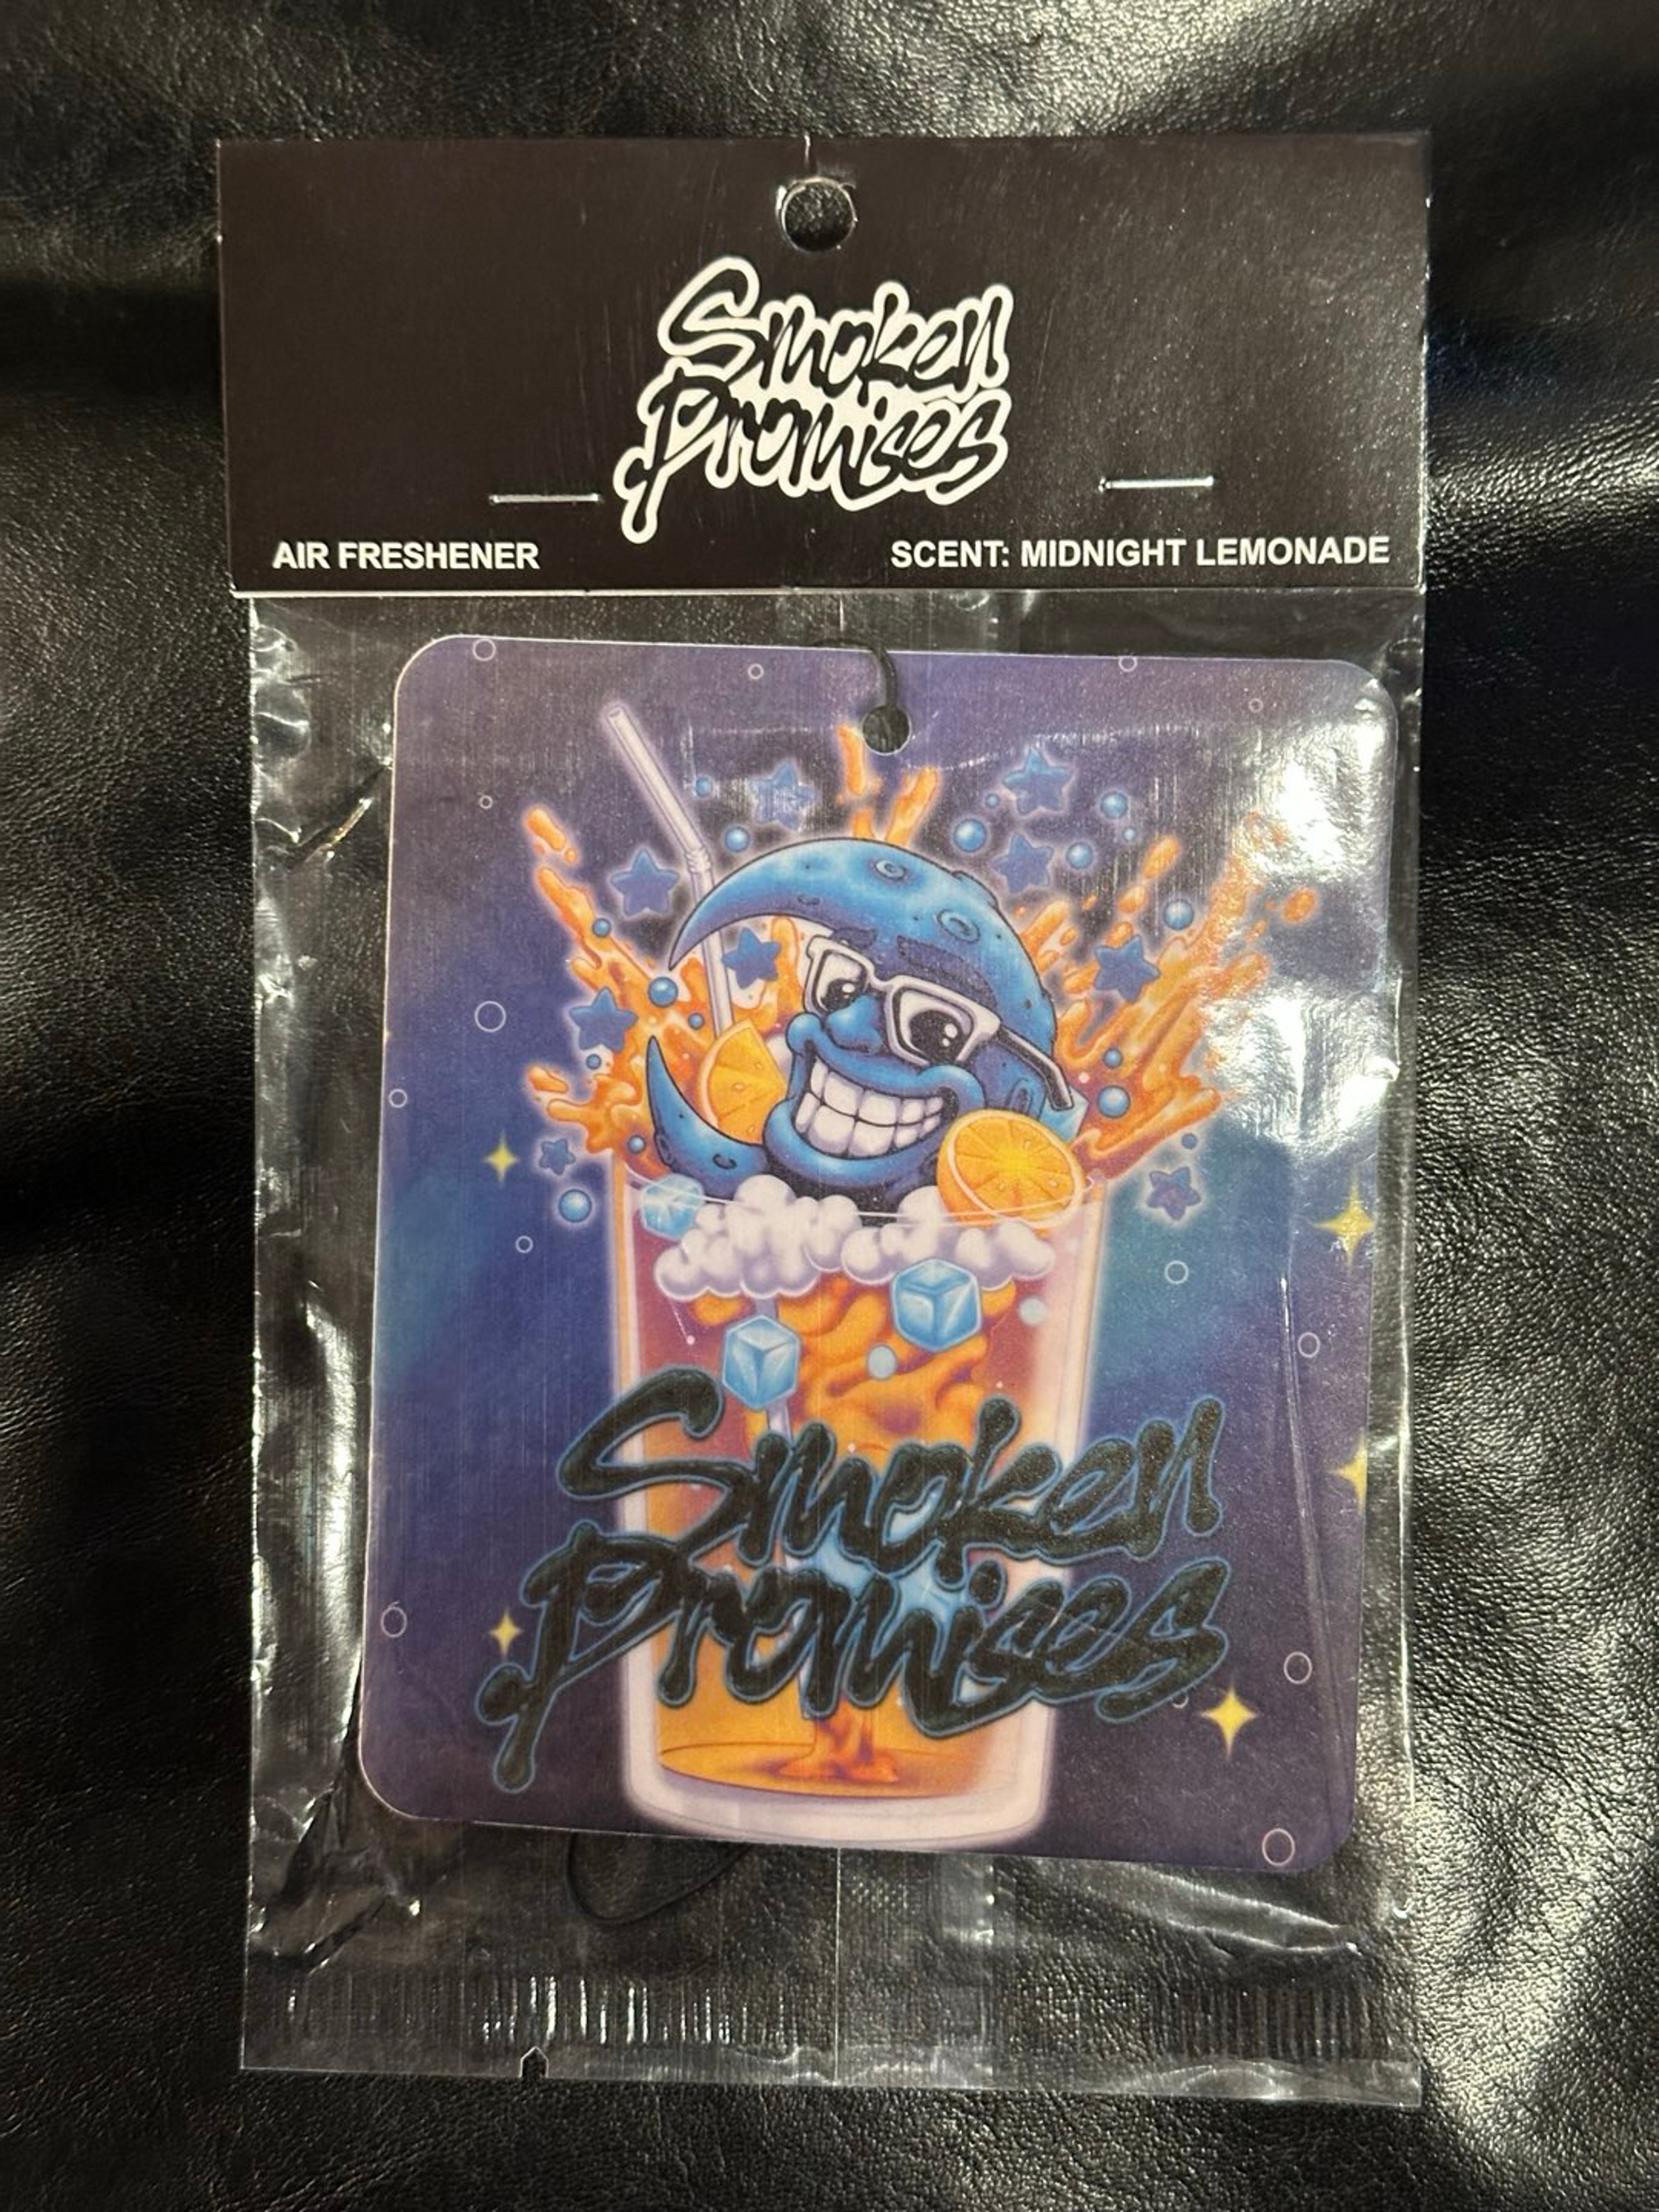 Smoken
Promises
AIR FRESHENER
SCENT: MIDNIGHT LEMONADE
Smoken
Promises